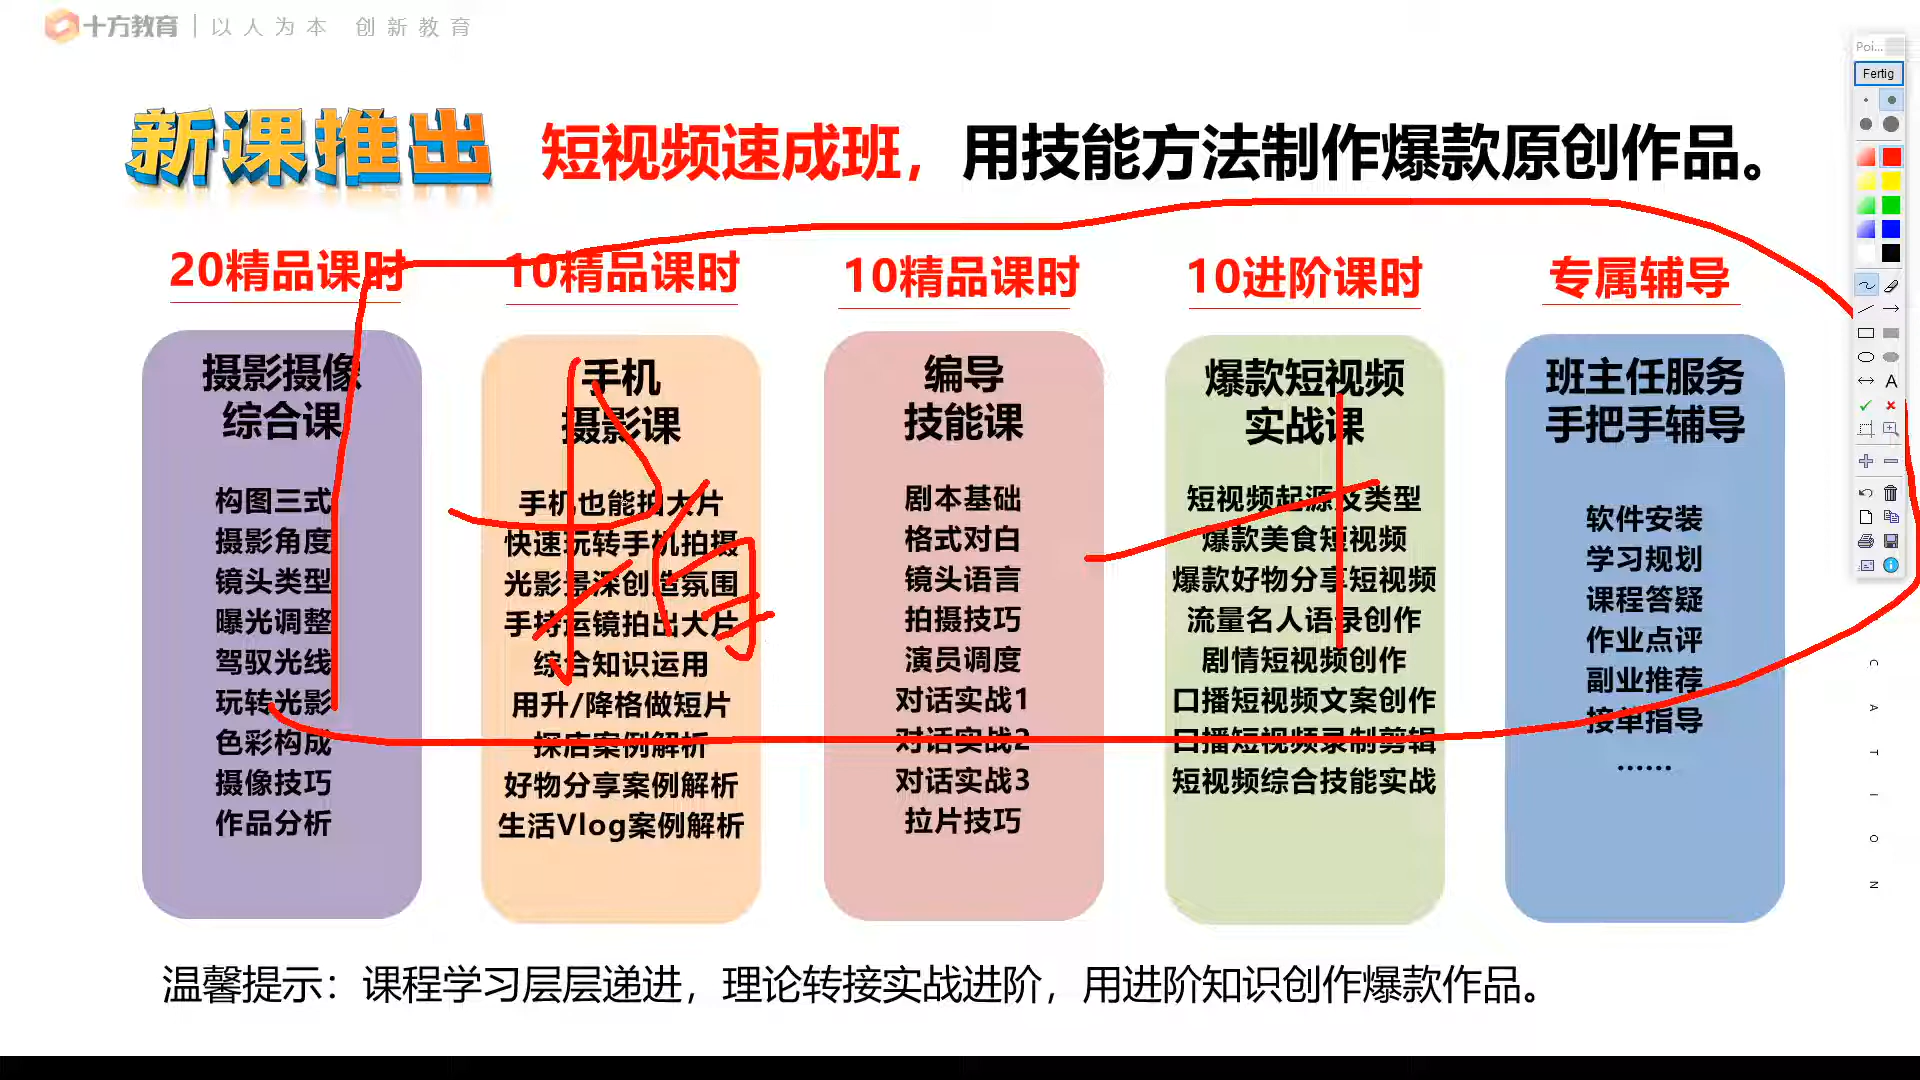 十方教育 | 以人为本 创新教育
新课推出 短视频速成班，用技能方法制作爆款原创作品。
20精品课时
摄影摄像
综合课
构图三式
摄影角度
镜头类型
曝光调整
驾驭光线
玩转光影
色彩构成
摄像技巧
作品分析
10精品课时
手机
摄影课
手机也能拍大片
快速玩转手机拍摄
光影景深创造氛围
手持运镜拍出大片
综合知识运用
用升/降格做短片
探店案例解析
好物分享案例解析
生活Vlog案例解析
10精品课时
编导
技能课
剧本基础
格式对白
镜头语言
拍摄技巧
演员调度
对话实战1
对话实战2
对话实战3
拉片技巧
10进阶课时
爆款短视频
实战课
短视频起源及类型
爆款美食短视频
爆款好物分享短视频
流量名人语录创作
剧情短视频创作
口播短视频文案创作
口播短视频录制剪辑
短视频综合技能实战
专属辅导
班主任服务
手把手辅导
软件安装
学习规划
课程答疑
作业点评
副业推荐
接单指导
......
温馨提示：课程学习层层递进，理论转接实战进阶，用进阶知识创作爆款作品。
Poi...
Fertig
A
C
A
T
I
O
N